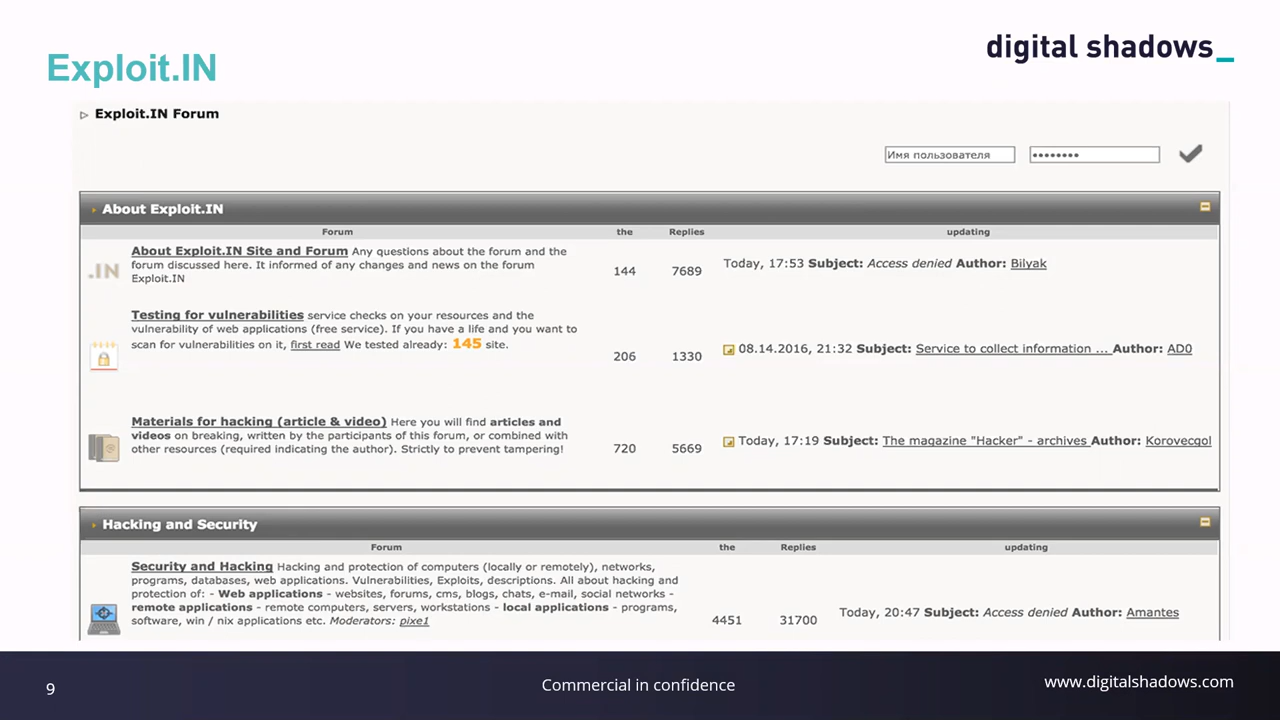 Exploit.IN
digital shadows_
Exploit.IN Forum
Имя пользователя
••••••••
About Exploit.IN
Forum the Replies updating
About Exploit.IN Site and Forum Any questions about the forum and the
forum discussed here. It informed of any changes and news on the forum
Exploit.IN
144 7689
Today, 17:53 Subject: Access denied Author: Bilyak
.IN
Testing for vulnerabilities service checks on your resources and the
vulnerability of web applications (free service). If you have a life and you want to
scan for vulnerabilities on it, first read We tested already: 145 site.
206 1330
08.14.2016, 21:32 Subject: Service to collect information ... Author: AD0
Materials for hacking (article & video) Here you will find articles and
videos on breaking, written by the participants of this forum, or combined with
other resources (required indicating the author). Strictly to prevent tampering!
720 5669
Today, 17:19 Subject: The magazine "Hacker" - archives Author: Korovecgol
Hacking and Security
Forum the Replies updating
Security and Hacking Hacking and protection of computers (locally or remotely), networks,
programs, databases, web applications. Vulnerabilities, Exploits, descriptions. All about hacking and
protection of: - Web applications - websites, forums, cms, blogs, chats, e-mail, social networks -
remote applications - remote computers, servers, workstations - local applications - programs,
software, win / nix applications etc. Moderators: pixe1
4451 31700
Today, 20:47 Subject: Access denied Author: Amantes
9
Commercial in confidence
www.digitalshadows.com